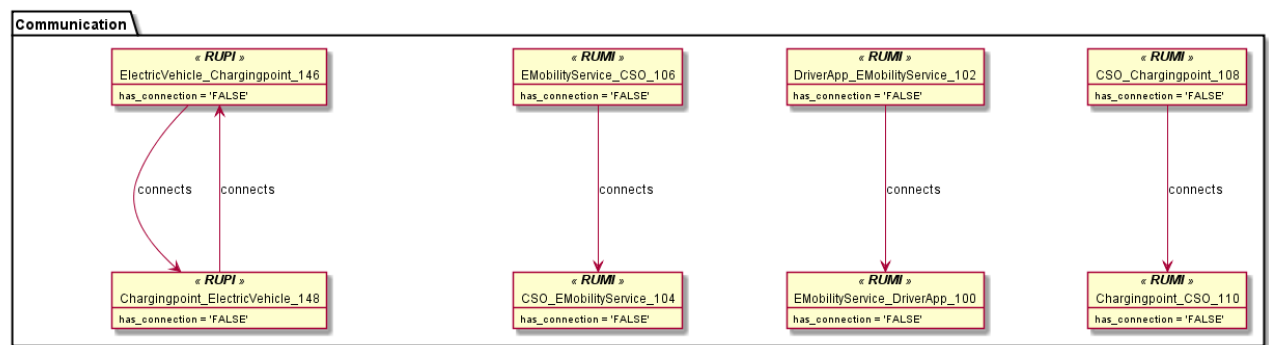 Communication
« RUPI »
ElectricVehicle_Chargingpoint_146
has_connection = 'FALSE'
« RUMI »
EMobilityService_CSO_106
has_connection = 'FALSE'
« RUMI »
DriverApp_EMobilityService_102
has_connection = 'FALSE'
« RUMI »
CSO_Chargingpoint_108
has_connection = 'FALSE'
connects
connects
connects
connects
connects
« RUPI »
Chargingpoint_ElectricVehicle_148
has_connection = 'FALSE'
« RUMI »
CSO_EMobilityService_104
has_connection = 'FALSE'
« RUMI »
EMobilityService_DriverApp_100
has_connection = 'FALSE'
« RUMI »
Chargingpoint_CSO_110
has_connection = 'FALSE'